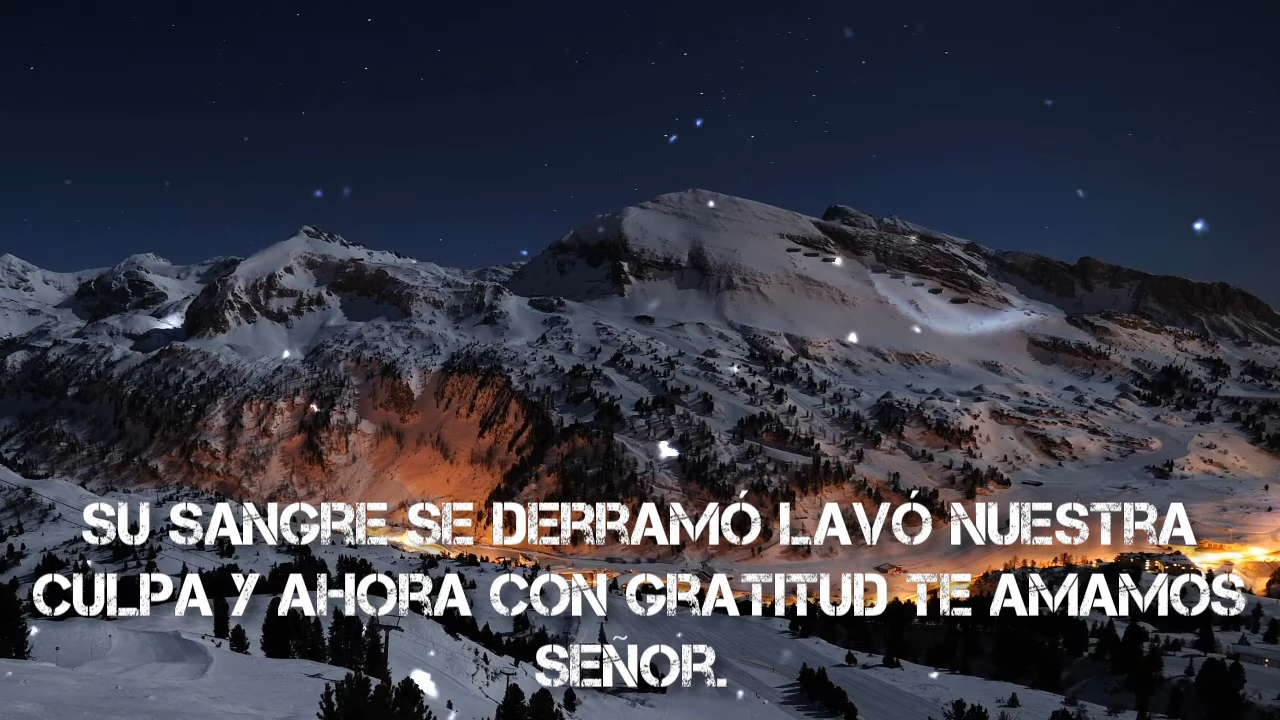 SU SANGRE SE DERRAMÓ LAVÓ NUESTRA
CULPA Y AHORA CON GRATITUD TE AMAMOS
SEÑOR.